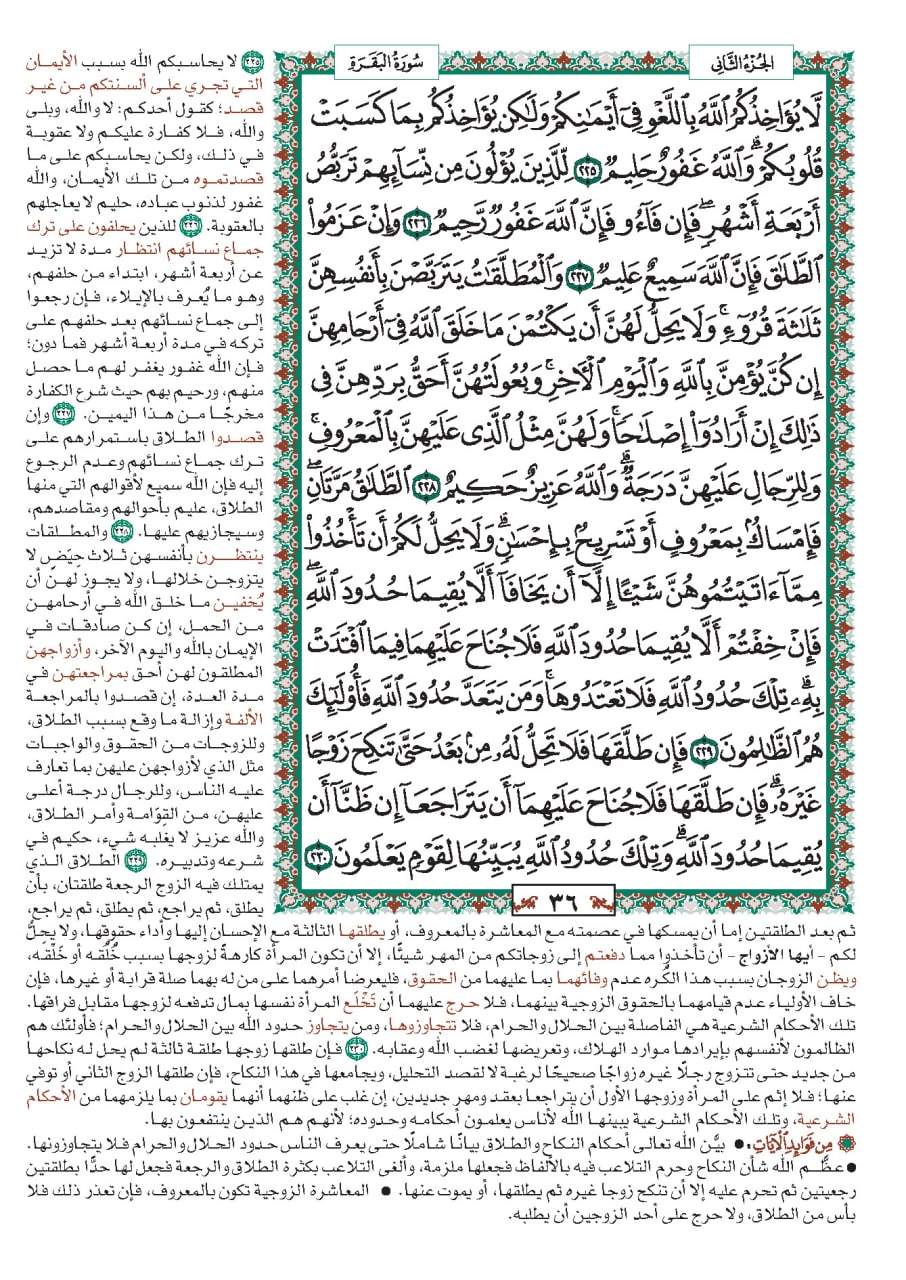 الجزء الثاني
سورة البقرة
لَّا يُؤَاخِذُكُمُ ٱللَّهُ بِٱللَّغْوِ فِىٓ أَيْمَٰنِكُمْ وَلَٰكِن يُؤَاخِذُكُم بِمَا كَسَبَتْ
قُلُوبُكُمْ ۗ وَٱللَّهُ غَفُورٌ حَلِيمٌ ٢٢٥ لِّلَّذِينَ يُؤْلُونَ مِن نِّسَآئِهِمْ تَرَبُّصُ
أَرْبَعَةِ أَشْهُرٍ ۖ فَإِن فَآءُو فَإِنَّ ٱللَّهَ غَفُورٌ رَّحِيمٌ ٢٢٦ وَإِنْ عَزَمُوا۟
ٱلطَّلَٰقَ فَإِنَّ ٱللَّهَ سَمِيعٌ عَلِيمٌ ٢٢٧ وَٱلْمُطَلَّقَٰتُ يَتَرَبَّصْنَ بِأَنفُسِهِنَّ
ثَلَٰثَةَ قُرُوٓءٍ ۚ وَلَا يَحِلُّ لَهُنَّ أَن يَكْتُمْنَ مَا خَلَقَ ٱللَّهُ فِىٓ أَرْحَامِهِنَّ
إِن كُنَّ يُؤْمِنَّ بِٱللَّهِ وَٱلْيَوْمِ ٱلْءَاخِرِ ۚ وَبُعُولَتُهُنَّ أَحَقُّ بِرَدِّهِنَّ فِى
ذَٰلِكَ إِنْ أَرَادُوٓا۟ إِصْلَٰحًا ۚ وَلَهُنَّ مِثْلُ ٱلَّذِى عَلَيْهِنَّ بِٱلْمَعْرُوفِ ۚ
وَلِلرِّجَالِ عَلَيْهِنَّ دَرَجَةٌ ۗ وَٱللَّهُ عَزِيزٌ حَكِيمٌ ٢٢٨ ٱلطَّلَٰقُ مَرَّتَانِ ۖ
فَإِمْسَاكٌۢ بِمَعْرُوفٍ أَوْ تَسْرِيحٌۢ بِإِحْسَٰنٍ ۗ وَلَا يَحِلُّ لَكُمْ أَن تَأْخُذُوا۟
مِمَّآ ءَاتَيْتُمُوهُنَّ شَيْـًٔا إِلَّآ أَن يَخَافَآ أَلَّا يُقِيمَا حُدُودَ ٱللَّهِ ۖ
فَإِنْ خِفْتُمْ أَلَّا يُقِيمَا حُدُودَ ٱللَّهِ فَلَا جُنَاحَ عَلَيْهِمَا فِيمَا ٱفْتَدَتْ
بِهِۦ ۗ تِلْكَ حُدُودُ ٱللَّهِ فَلَا تَعْتَدُوهَا ۚ وَمَن يَتَعَدَّ حُدُودَ ٱللَّهِ فَأُو۟لَٰٓئِكَ
هُمُ ٱلظَّٰلِمُونَ ٢٢٩ فَإِن طَلَّقَهَا فَلَا تَحِلُّ لَهُۥ مِنۢ بَعْدُ حَتَّىٰ تَنكِحَ زَوْجًا
غَيْرَهُۥ ۗ فَإِن طَلَّقَهَا فَلَا جُنَاحَ عَلَيْهِمَآ أَن يَتَرَاجَعَآ إِن ظَنَّآ أَن
يُقِيمَا حُدُودَ ٱللَّهِ ۗ وَتِلْكَ حُدُودُ ٱللَّهِ يُبَيِّنُهَا لِقَوْمٍ يَعْلَمُونَ ٢٣٠
٣٦
٢٢٥ لا يحاسبكم الله بسبب الأيمان
التي تجري على ألسنتكم من غير
قصد؛ كقول أحدكم: لا والله، وبلى
والله، فلا كفارة عليكم ولا عقوبة
في ذلك، ولكن يحاسبكم على ما
قصدتموه من تلك الأيمان، والله
غفور لذنوب عباده، حليم لا يعاجلهم
بالعقوبة. ٢٢٦ للذين يحلفون على ترك
جماع نسائهم انتظار مدة لا تزيد
عن أربعة أشهر، ابتداء من حلفهم،
وهو ما يُعرف بالإيلاء، فإن رجعوا
إلى جماع نسائهم بعد حلفهم على
تركه في مدة أربعة أشهر فما دون؛
فإن الله غفور يغفر لهم ما حصل
منهم، ورحيم بهم حيث شرع الكفارة
مخرجًا من هذا اليمين. ٢٢٧ وإن
قصدوا الطلاق باستمرارهم على
ترك جماع نسائهم وعدم الرجوع
إليه فإن الله سميع لأقوالهم التي منها
الطلاق، عليم بأحوالهم ومقاصدهم،
وسيجازيهم عليها. ٢٢٨ والمطلقات
ينتظرن بأنفسهن ثلاث حِيَض لا
يتزوجن خلالها، ولا يجوز لهن أن
يُخفين ما خلق الله في أرحامهن
من الحمل، إن كن صادقات في
الإيمان بالله واليوم الآخر، وأزواجهن
المطلقون لهن أحق بمراجعتهن في
مدة العدة، إن قصدوا بالمراجعة
الألفة وإزالة ما وقع بسبب الطلاق،
وللزوجات من الحقوق والواجبات
مثل الذي لأزواجهن عليهن بما تعارف
عليه الناس، وللرجال درجة أعلى
عليهن، من القِوَامة وأمر الطلاق،
والله عزيز لا يغلبه شيء، حكيم في
شرعه وتدبيره. ٢٢٩ الطلاق الذي
يمتلك فيه الزوج الرجعة طلقتان، بأن
يطلق، ثم يراجع، ثم يطلق، ثم يراجع،
ثم بعد الطلقتين إما أن يمسكها في عصمته مع المعاشرة بالمعروف، أو يطلقها الثالثة مع الإحسان إليها وأداء حقوقها، ولا يحلُّ
لكم - أيها الأزواج - أن تأخذوا مما دفعتم إلى زوجاتكم من المهر شيئًا، إلا أن تكون المرأة كارهةً لزوجها بسبب خُلُقه أو خَلْقه،
ويظن الزوجان بسبب هذا الكُره عدم وفائهما بما عليهما من الحقوق، فليعرضا أمرهما على من له بهما صلة قرابة أو غيرها، فإن
خاف الأولياء عدم قيامهما بالحقوق الزوجية بينهما، فلا حرج عليهما أن تَخْلَع المرأة نفسها بمال تدفعه لزوجها مقابل فراقها.
تلك الأحكام الشرعية هي الفاصلة بين الحلال والحرام، فلا تتجاوزوها، ومن يتجاوز حدود الله بين الحلال والحرام؛ فأولئك هم
الظالمون لأنفسهم بإيرادها موارد الهلاك، وتعريضها لغضب الله وعقابه. ٢٣٠ فإن طلقها زوجها طلقة ثالثة لم يحل له نكاحها
من جديد حتى تتزوج رجلًا غيره زواجًا صحيحًا لرغبة لا لقصد التحليل، ويجامعها في هذا النكاح، فإن طلقها الزوج الثاني أو توفي
عنها؛ فلا إثم على المرأة وزوجها الأول أن يتراجعا بعقد ومهر جديدين، إن غلب على ظنهما أنهما يقومان بما يلزمهما من الأحكام
الشرعية، وتلك الأحكام الشرعية يبينها الله لأناس يعلمون أحكامه وحدوده؛ لأنهم هم الذين ينتفعون بها.
من فوائد الآيات: • بيَّن الله تعالى أحكام النكاح والطلاق بيانًا شاملًا حتى يعرف الناس حدود الحلال والحرام فلا يتجاوزونها.
• عظَّم الله شأن النكاح وحرم التلاعب فيه بالألفاظ فجعلها ملزمة، وألغى التلاعب بكثرة الطلاق والرجعة فجعل لها حدًّا بطلقتين
رجعيتين ثم تحرم عليه إلا أن تنكح زوجا غيره ثم يطلقها، أو يموت عنها. • المعاشرة الزوجية تكون بالمعروف، فإن تعذر ذلك فلا
بأس من الطلاق، ولا حرج على أحد الزوجين أن يطلبه.